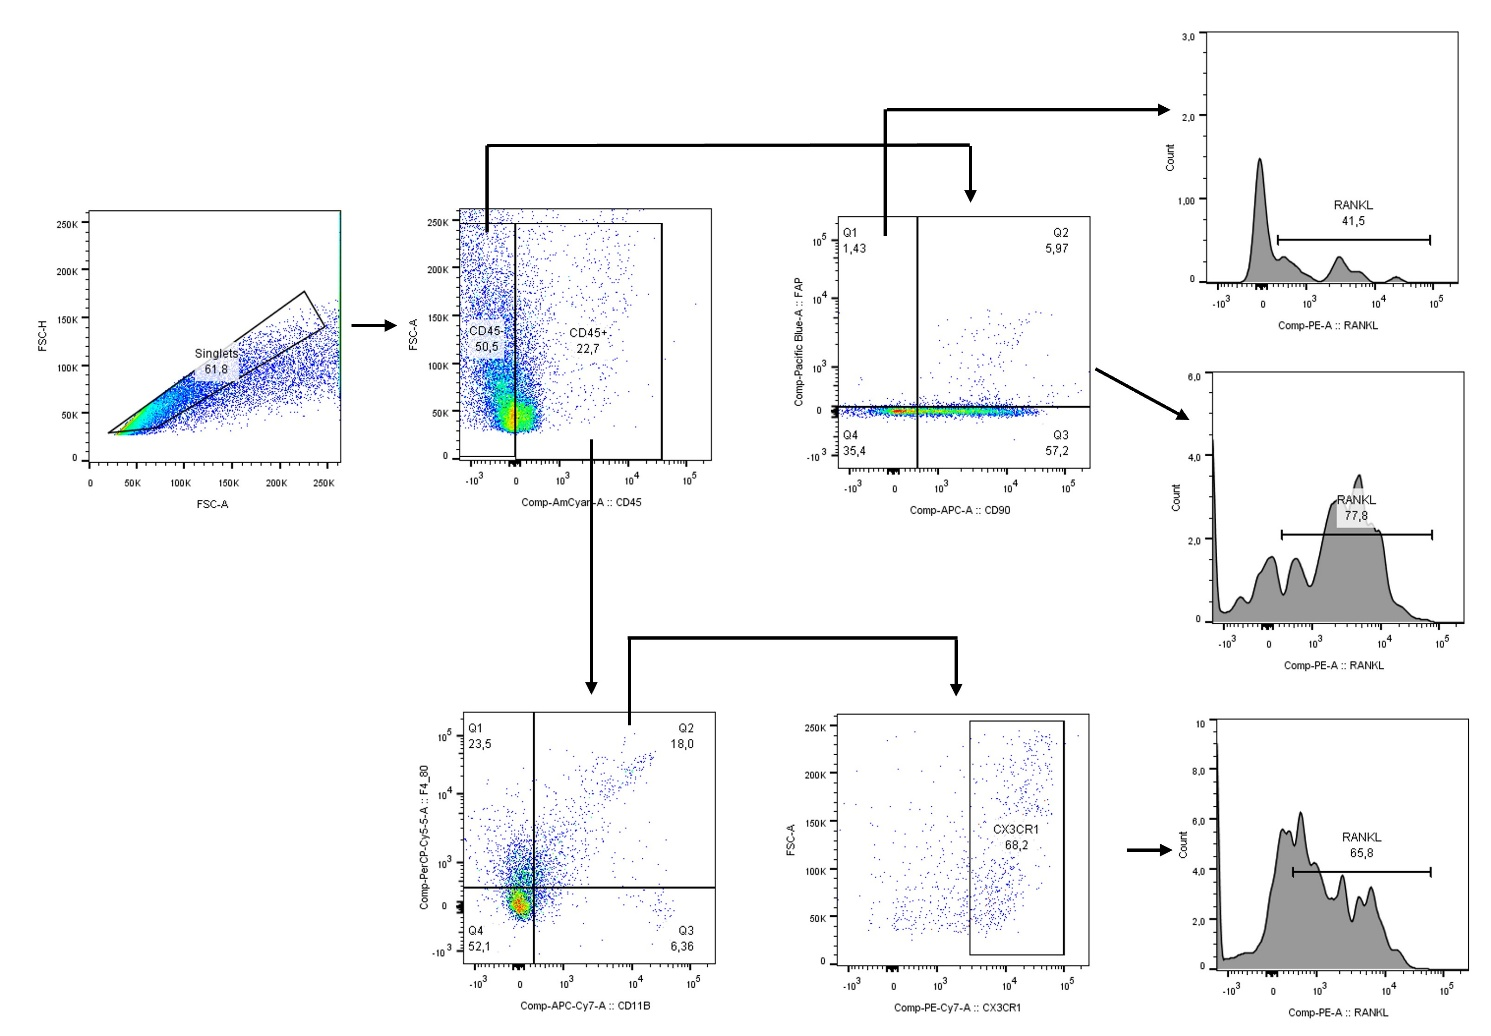 250K
200K
150K
100K
50K
0
FSC-H
Singlets
61,8
0 50K 100K 150K 200K 250K
FSC-A
250K
200K
150K
100K
50K
0
FSC-A
CD45-
50,5
CD45+
22,7
-10³ 0 10³ 10⁴ 10⁵
Comp-AmCyan-A :: CD45
Q1
1,43
Q2
5,97
Q4
35,4
Q3
57,2
10⁵
10⁴
10³
0
-10³
Comp-Pacific Blue-A :: FAP
-10³ 0 10³ 10⁴ 10⁵
Comp-APC-A :: CD90
3,0
2,0
1,00
0
Count
RANKL
41,5
-10³ 0 10³ 10⁴ 10⁵
Comp-PE-A :: RANKL
6,0
4,0
2,0
0
Count
RANKL
77,8
-10³ 0 10³ 10⁴ 10⁵
Comp-PE-A :: RANKL
Q1
23,5
Q2
18,0
Q4
52,1
Q3
6,36
10⁵
10⁴
10³
0
-10³
Comp-PerCP-Cy5-5-A :: F4_80
-10³ 0 10³ 10⁴ 10⁵
Comp-APC-Cy7-A :: CD11B
250K
200K
150K
100K
50K
0
FSC-A
CX3CR1
68,2
-10³ 0 10³ 10⁴ 10⁵
Comp-PE-Cy7-A :: CX3CR1
10
8,0
6,0
4,0
2,0
0
Count
RANKL
65,8
-10³ 0 10³ 10⁴ 10⁵
Comp-PE-A :: RANKL